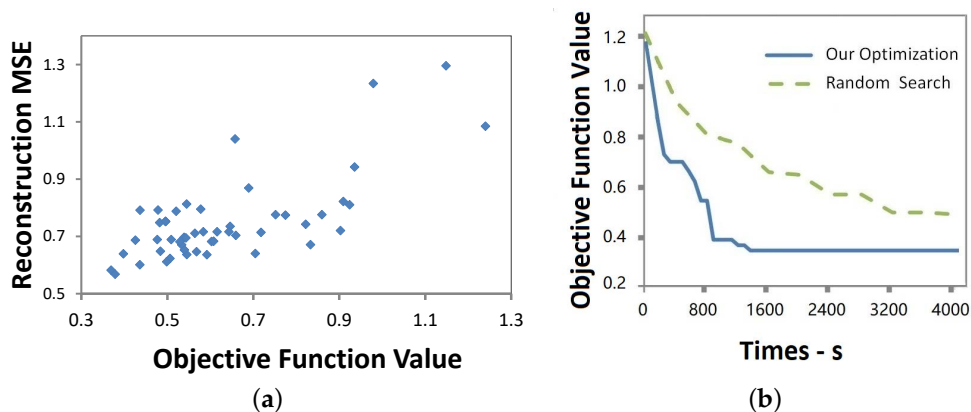 Reconstruction MSE
1.3
1.1
0.9
0.7
0.5
0.3 0.5 0.7 0.9 1.1 1.3
Objective Function Value
(a)
Objective Function Value
1.2
1.0
0.8
0.6
0.4
0.2
Our Optimization
Random Search
0 800 1600 2400 3200 4000
Times - s
(b)